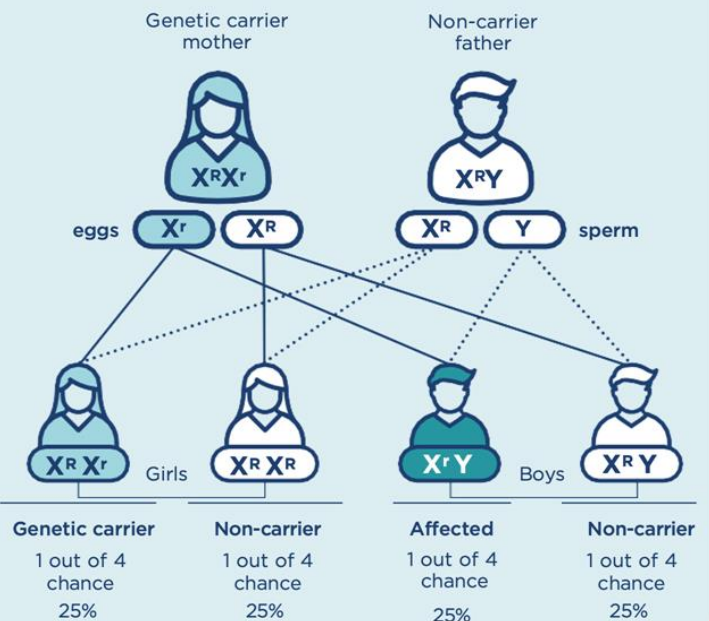 Genetic carrier
mother
Non-carrier
father
XᴿXʳ
XᴿY
eggs
Xʳ
Xᴿ
Xᴿ
Y
sperm
Xᴿ Xʳ
Girls
Xᴿ Xᴿ
Xʳ Y
Boys
Xᴿ Y
Genetic carrier
1 out of 4
chance
25%
Non-carrier
1 out of 4
chance
25%
Affected
1 out of 4
chance
25%
Non-carrier
1 out of 4
chance
25%